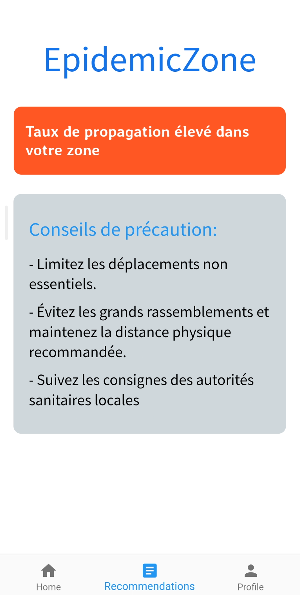 EpidemicZone
Taux de propagation élevé dans
votre zone
Conseils de précaution:
- Limitez les déplacements non
essentiels.
- Évitez les grands rassemblements et
maintenez la distance physique
recommandée.
- Suivez les consignes des autorités
sanitaires locales
Home
Recommendations
Profile